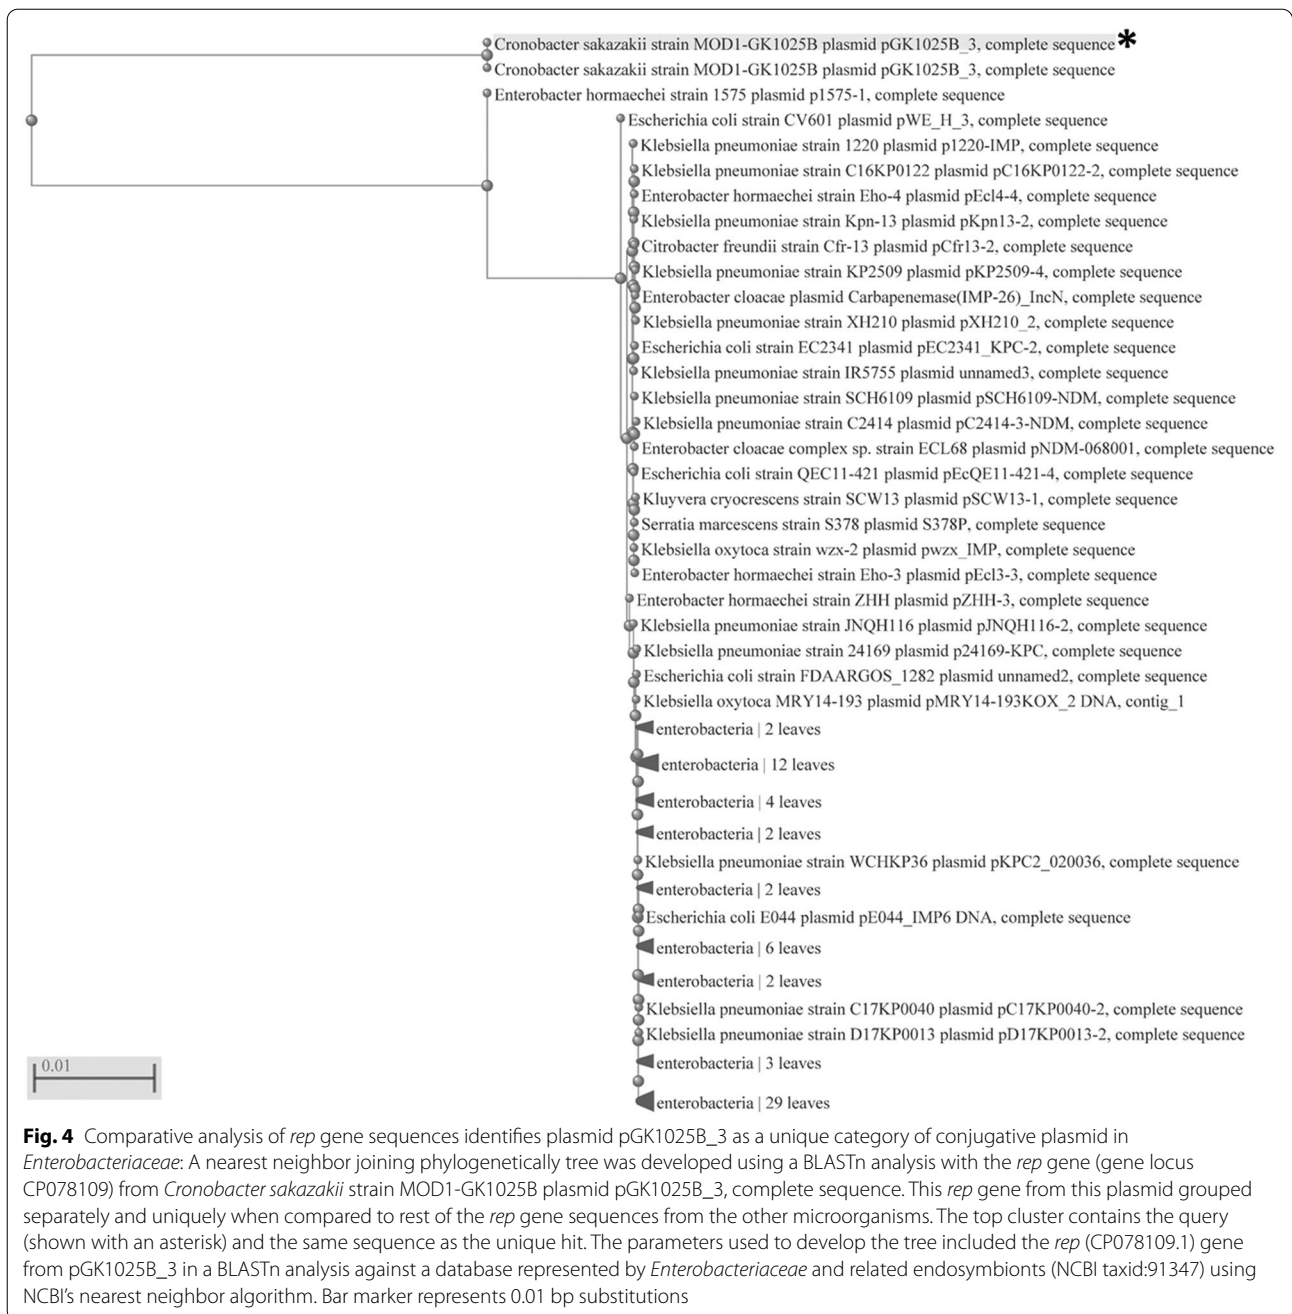 Cronobacter sakazakii strain MOD1-GK1025B plasmid pGK1025B_3, complete sequence *
Cronobacter sakazakii strain MOD1-GK1025B plasmid pGK1025B_3, complete sequence
Enterobacter hormaechei strain 1575 plasmid p1575-1, complete sequence
Escherichia coli strain CV601 plasmid pWE_H_3, complete sequence
Klebsiella pneumoniae strain 1220 plasmid p1220-IMP, complete sequence
Klebsiella pneumoniae strain C16KP0122 plasmid pC16KP0122-2, complete sequence
Enterobacter hormaechei strain Eho-4 plasmid pEcl4-4, complete sequence
Klebsiella pneumoniae strain Kpn-13 plasmid pKpn13-2, complete sequence
Citrobacter freundii strain Cfr-13 plasmid pCfr13-2, complete sequence
Klebsiella pneumoniae strain KP2509 plasmid pKP2509-4, complete sequence
Enterobacter cloacae plasmid Carbapenemase(IMP-26)_IncN, complete sequence
Klebsiella pneumoniae strain XH210 plasmid pXH210_2, complete sequence
Escherichia coli strain EC2341 plasmid pEC2341_KPC-2, complete sequence
Klebsiella pneumoniae strain IR5755 plasmid unnamed3, complete sequence
Klebsiella pneumoniae strain SCH6109 plasmid pSCH6109-NDM, complete sequence
Klebsiella pneumoniae strain C2414 plasmid pC2414-3-NDM, complete sequence
Enterobacter cloacae complex sp. strain ECL68 plasmid pNDM-068001, complete sequence
Escherichia coli strain QEC11-421 plasmid pEcQE11-421-4, complete sequence
Kluyvera cryocrescens strain SCW13 plasmid pSCW13-1, complete sequence
Serratia marcescens strain S378 plasmid S378P, complete sequence
Klebsiella oxytoca strain wzx-2 plasmid pwzx_IMP, complete sequence
Enterobacter hormaechei strain Eho-3 plasmid pEcl3-3, complete sequence
Enterobacter hormaechei strain ZHH plasmid pZHH-3, complete sequence
Klebsiella pneumoniae strain JNQH116 plasmid pJNQH116-2, complete sequence
Klebsiella pneumoniae strain 24169 plasmid p24169-KPC, complete sequence
Escherichia coli strain FDAARGOS_1282 plasmid unnamed2, complete sequence
Klebsiella oxytoca MRY14-193 plasmid pMRY14-193KOX_2 DNA, contig_1
enterobacteria | 2 leaves
enterobacteria | 12 leaves
enterobacteria | 4 leaves
enterobacteria | 2 leaves
Klebsiella pneumoniae strain WCHKP36 plasmid pKPC2_020036, complete sequence
enterobacteria | 2 leaves
Escherichia coli E044 plasmid pE044_IMP6 DNA, complete sequence
enterobacteria | 6 leaves
enterobacteria | 2 leaves
Klebsiella pneumoniae strain C17KP0040 plasmid pC17KP0040-2, complete sequence
Klebsiella pneumoniae strain D17KP0013 plasmid pD17KP0013-2, complete sequence
enterobacteria | 3 leaves
enterobacteria | 29 leaves
0.01
Fig. 4 Comparative analysis of rep gene sequences identifies plasmid pGK1025B_3 as a unique category of conjugative plasmid in
Enterobacteriaceae: A nearest neighbor joining phylogenetically tree was developed using a BLASTn analysis with the rep gene (gene locus
CP078109) from Cronobacter sakazakii strain MOD1-GK1025B plasmid pGK1025B_3, complete sequence. This rep gene from this plasmid grouped
separately and uniquely when compared to rest of the rep gene sequences from the other microorganisms. The top cluster contains the query
(shown with an asterisk) and the same sequence as the unique hit. The parameters used to develop the tree included the rep (CP078109.1) gene
from pGK1025B_3 in a BLASTn analysis against a database represented by Enterobacteriaceae and related endosymbionts (NCBI taxid:91347) using
NCBI's nearest neighbor algorithm. Bar marker represents 0.01 bp substitutions